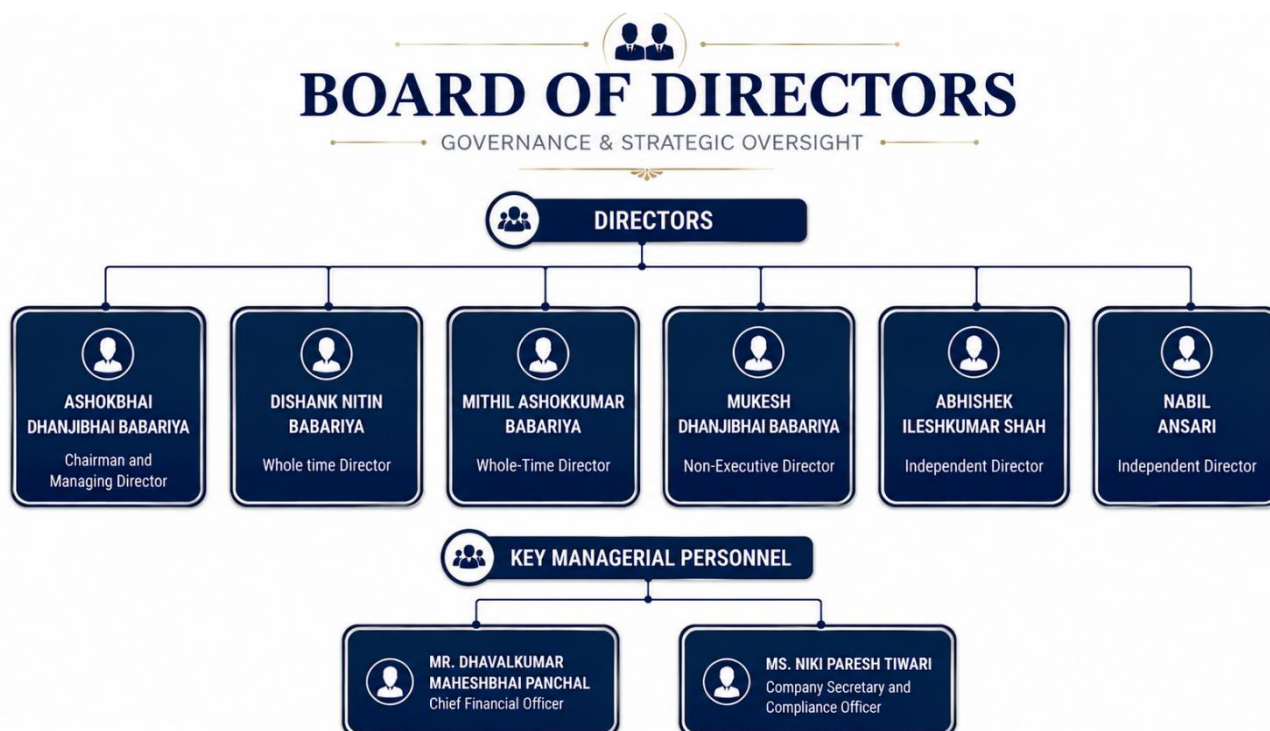 BOARD OF DIRECTORS
GOVERNANCE & STRATEGIC OVERSIGHT
DIRECTORS
ASHOKBHAI
DHANJIBHAI BABARIYA
Chairman and
Managing Director
DISHANK NITIN
BABARIYA
Whole time Director
MITHIL ASHOKKUMAR
BABARIYA
Whole-Time Director
MUKESH
DHANJIBHAI BABARIYA
Non-Executive Director
ABHISHEK
ILESHKUMAR SHAH
Independent Director
NABIL
ANSARI
Independent Director
KEY MANAGERIAL PERSONNEL
MR. DHAVALKUMAR
MAHESHBHAI PANCHAL
Chief Financial Officer
MS. NIKI PARESH TIWARI
Company Secretary and
Compliance Officer